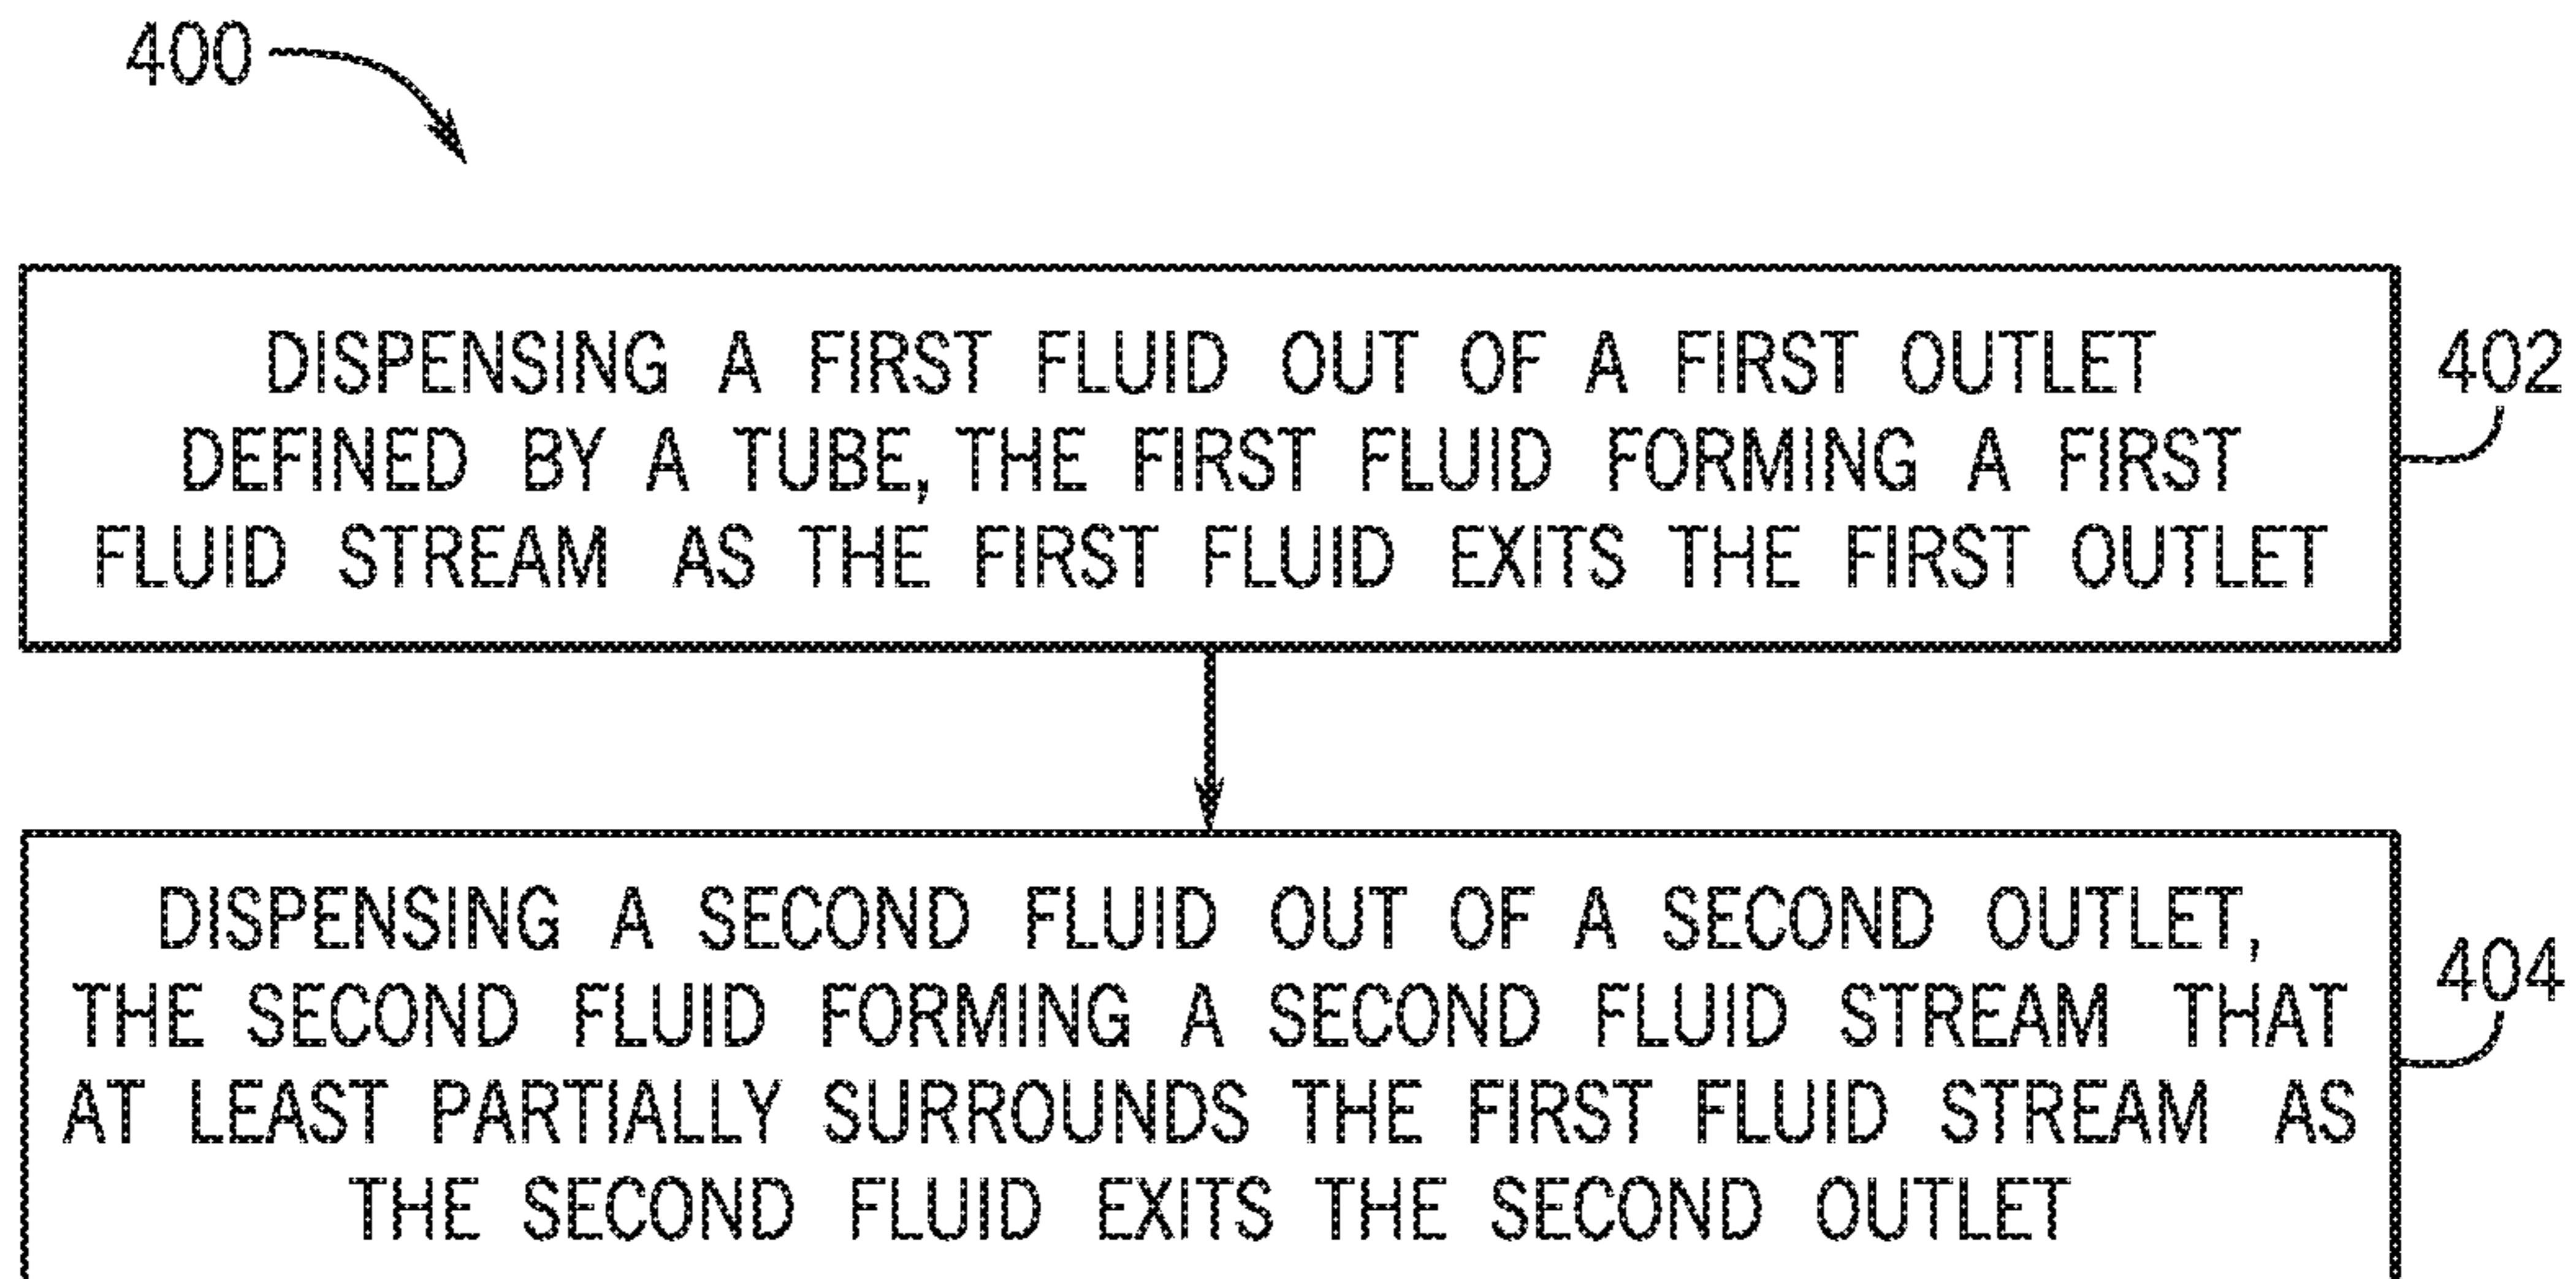 400
DISPENSING A FIRST FLUID OUT OF A FIRST OUTLET
DEFINED BY A TUBE, THE FIRST FLUID FORMING A FIRST
FLUID STREAM AS THE FIRST FLUID EXITS THE FIRST OUTLET
402
DISPENSING A SECOND FLUID OUT OF A SECOND OUTLET,
THE SECOND FLUID FORMING A SECOND FLUID STREAM THAT
AT LEAST PARTIALLY SURROUNDS THE FIRST FLUID STREAM AS
THE SECOND FLUID EXITS THE SECOND OUTLET
404